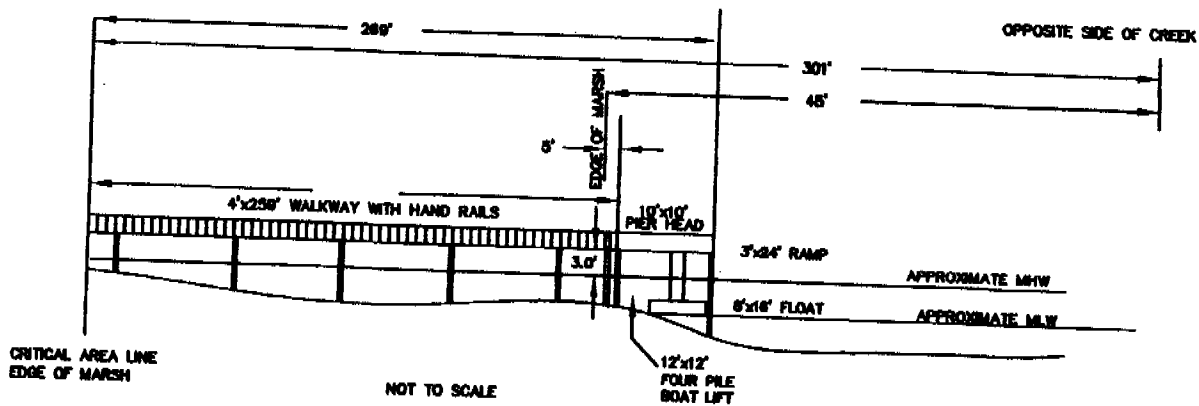 269'
OPPOSITE SIDE OF CREEK
301'
45'
EDGE OF MARSH
5'
4'x259' WALKWAY WITH HAND RAILS
10'x10'
PIER HEAD
3.0'
3'x24' RAMP
APPROXIMATE MHW
8'x16' FLOAT
APPROXIMATE MLW
CRITICAL AREA LINE
EDGE OF MARSH
NOT TO SCALE
12'x12'
FOUR PILE
BOAT LIFT